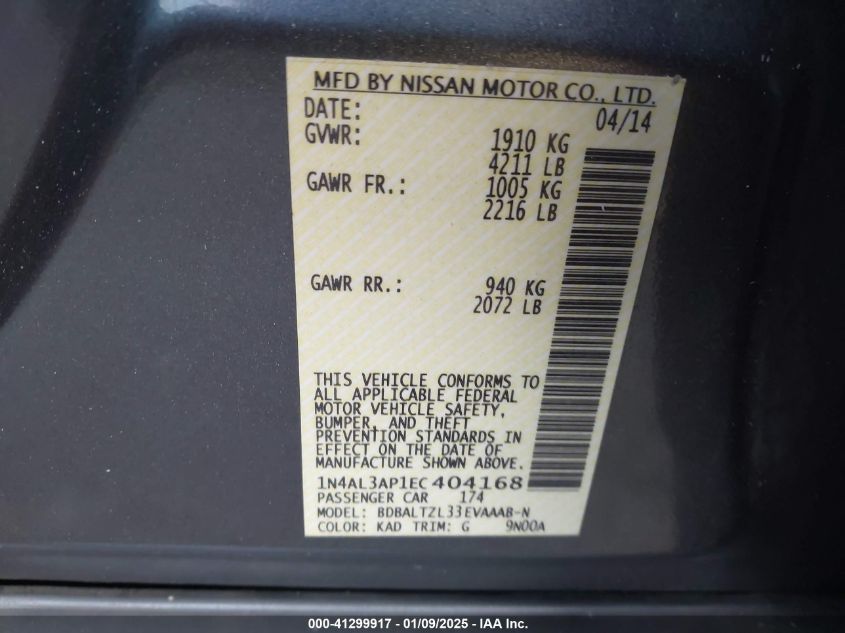 MFD BY NISSAN MOTOR CO., LTD.
DATE: 04/14
GVWR: 1910 KG
4211 LB
GAWR FR.: 1005 KG
2216 LB
GAWR RR.: 940 KG
2072 LB
THIS VEHICLE CONFORMS TO
ALL APPLICABLE FEDERAL
MOTOR VEHICLE SAFETY,
BUMPER, AND THEFT
PREVENTION STANDARDS IN
EFFECT ON THE DATE OF
MANUFACTURE SHOWN ABOVE.
1N4AL3AP1EC404168
PASSENGER CAR 174
MODEL: BDBALTZL33EVAAAB-N
COLOR: KAD TRIM: G 9N00A
000-41299917 - 01/09/2025 - IAA Inc.